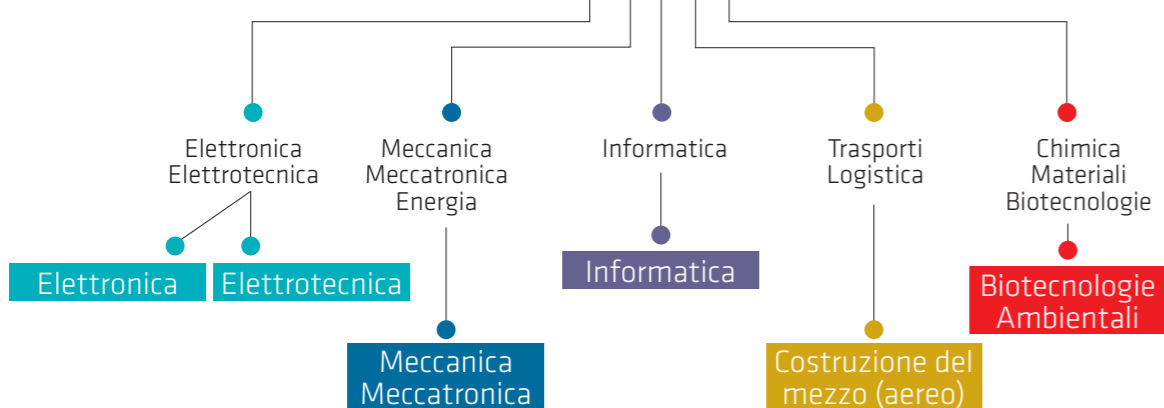 Elettronica
Elettrotecnica
Meccanica
Meccatronica
Energia
Informatica
Trasporti
Logistica
Chimica
Materiali
Biotecnologie
Elettronica
Elettrotecnica
Informatica
Biotecnologie
Ambientali
Meccanica
Meccatronica
Costruzione del
mezzo (aereo)